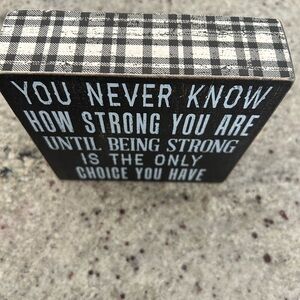 YOU NEVER KNOW
HOW STRONG YOU ARE
UNTIL BEING STRONG
IS THE ONLY
CHOICE YOU HAVE